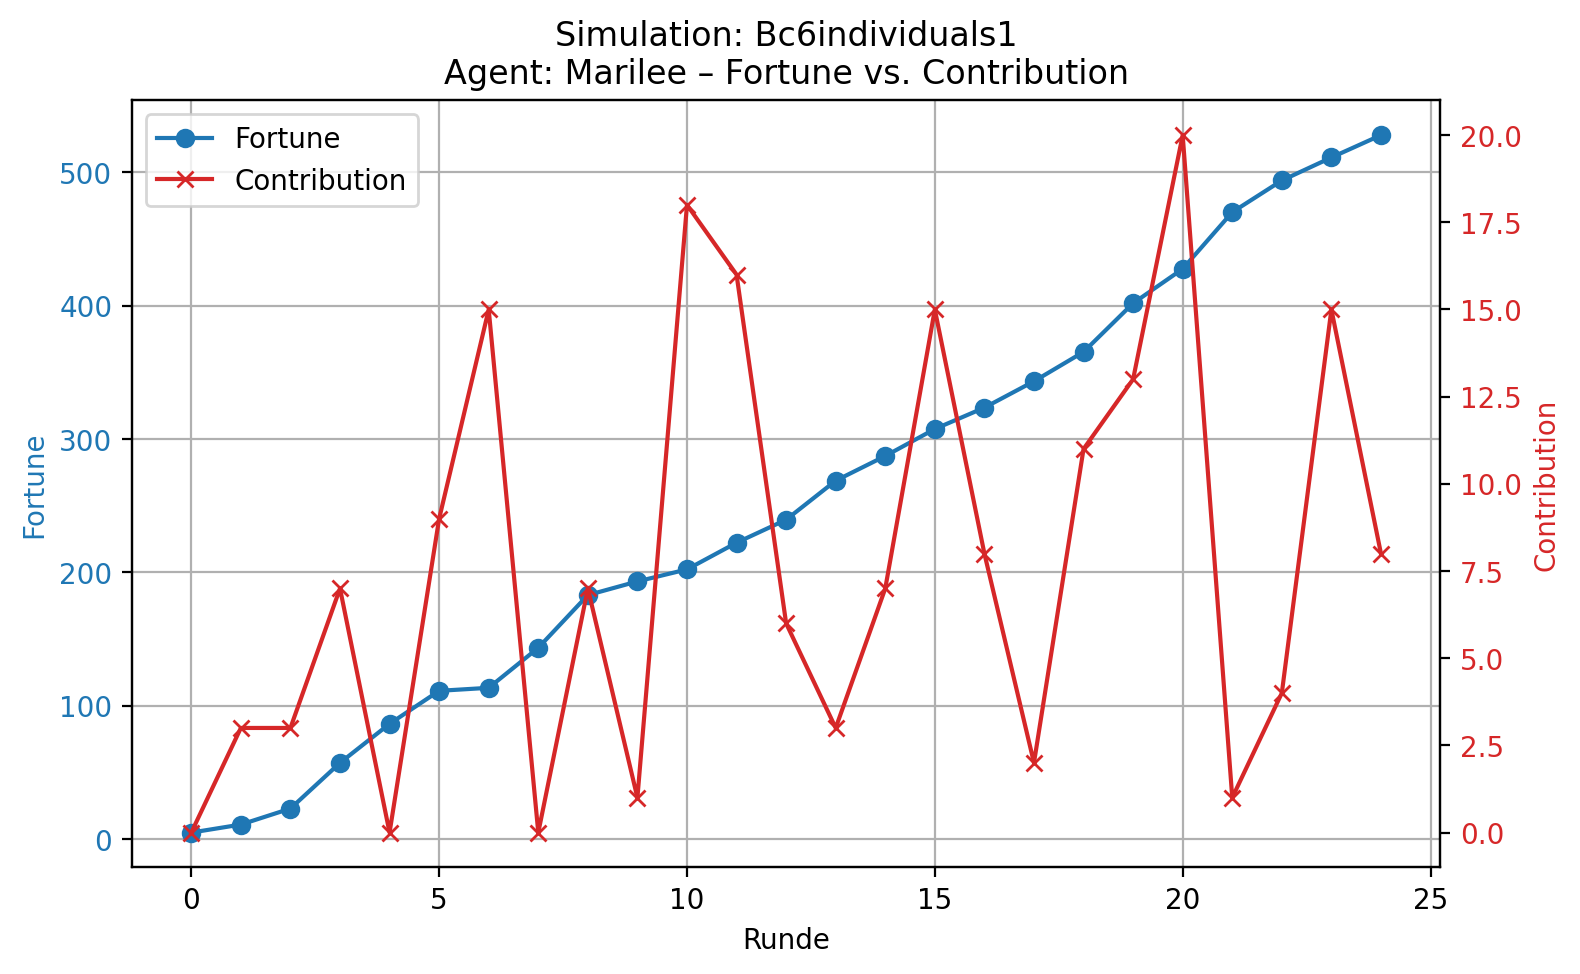 Simulation: Bc6individuals1
Agent: Marilee – Fortune vs. Contribution
Fortune
Contribution
500
400
300
200
100
0
Fortune
20.0
17.5
15.0
12.5
10.0
7.5
5.0
2.5
0.0
Contribution
0 5 10 15 20 25
Runde